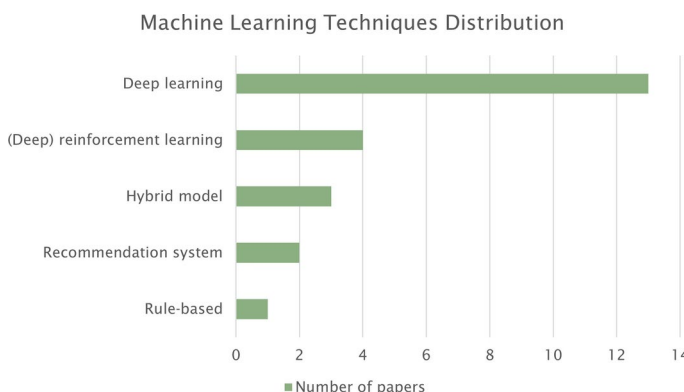 Machine Learning Techniques Distribution
Deep learning
(Deep) reinforcement learning
Hybrid model
Recommendation system
Rule-based
0 2 4 6 8 10 12 14
Number of papers